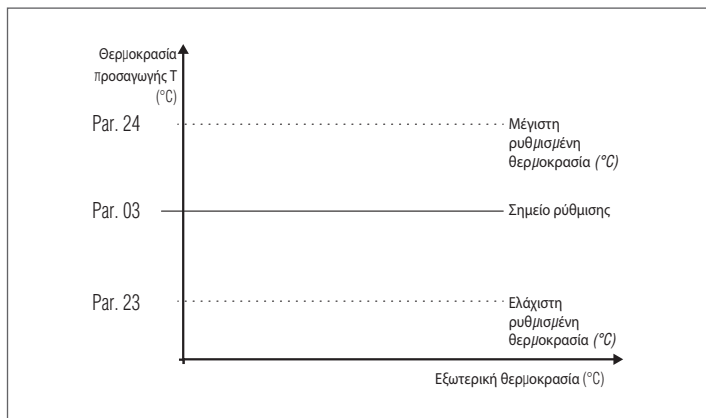 Θερμοκρασία
προσαγωγής Τ
(°C)
Par. 24
Μέγιστη
ρυθμισμένη
θερμοκρασία (°C)
Par. 03
Σημείο ρύθμισης
Par. 23
Ελάχιστη
ρυθμισμένη
θερμοκρασία (°C)
Εξωτερική θερμοκρασία (°C)